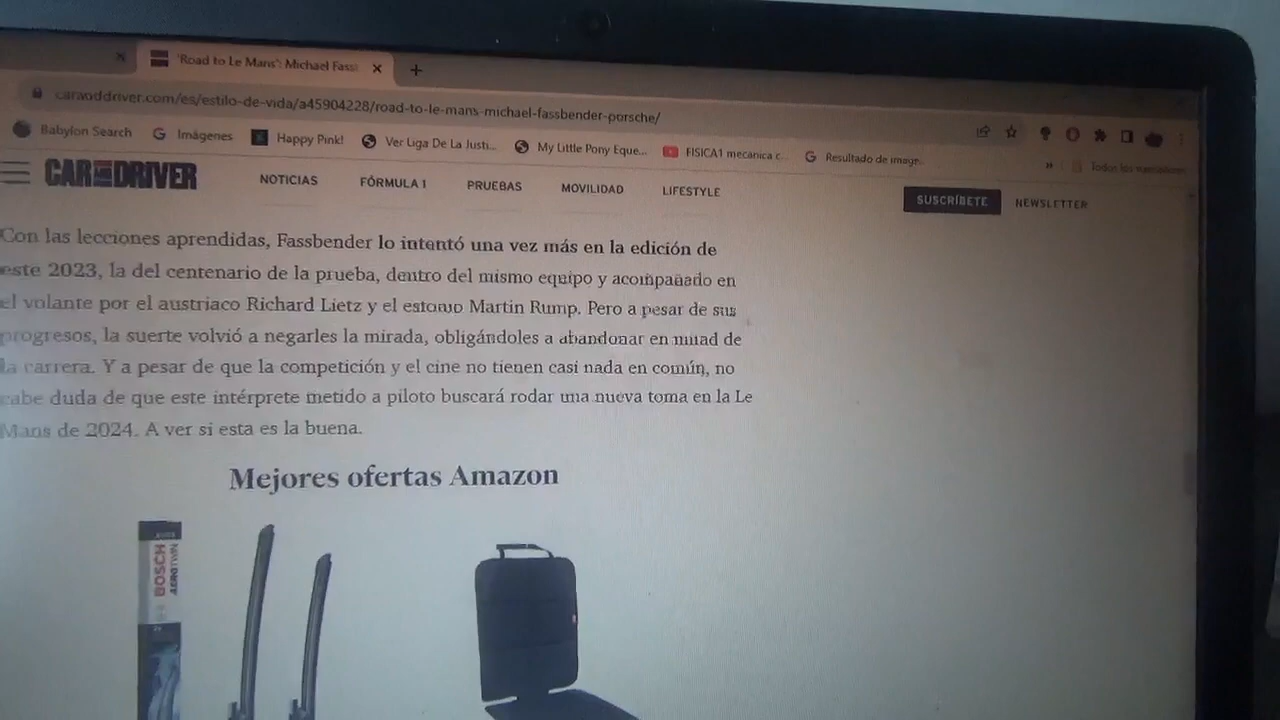 'Road to Le Mans': Michael Fass
caranddriver.com/es/estilo-de-vida/a45904228/road-to-le-mans-michael-fassbender-porsche/
Babylon Search
Imágenes
Happy Pink!
Ver Liga De La Justi...
My Little Pony Eque...
FISICA1 mecanica c...
Resultado de image...
»
Todos los marcadores
CAR AND DRIVER
NOTICIAS
FÓRMULA 1
PRUEBAS
MOVILIDAD
LIFESTYLE
SUSCRÍBETE
NEWSLETTER
Con las lecciones aprendidas, Fassbender lo intentó una vez más en la edición de
este 2023, la del centenario de la prueba, dentro del mismo equipo y acompañado en
el volante por el austriaco Richard Lietz y el estonio Martin Rump. Pero a pesar de sus
progresos, la suerte volvió a negarles la mirada, obligándoles a abandonar en mitad de
la carrera. Y a pesar de que la competición y el cine no tienen casi nada en común, no
cabe duda de que este intérprete metido a piloto buscará rodar una nueva toma en la Le
Mans de 2024. A ver si esta es la buena.
Mejores ofertas Amazon
BOSCH
AEROTWIN